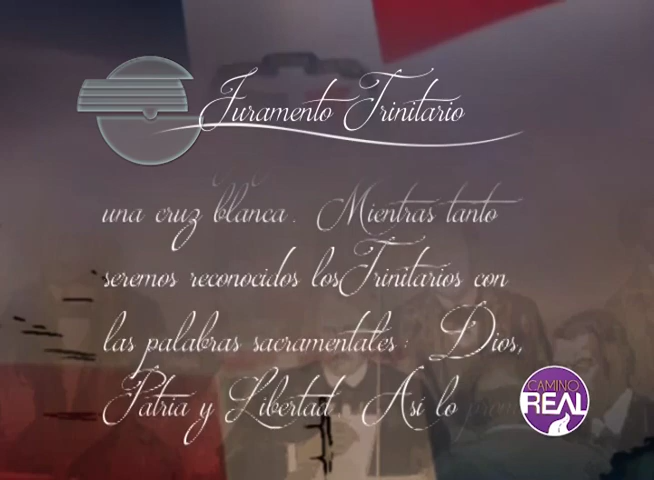 Juramento Trinitario
una cruz blanca. Mientras tanto
seremos reconocidos los Trinitarios con
las palabras sacramentales: Dios,
Patria y Libertad. Así lo prom
CAMINO
REAL